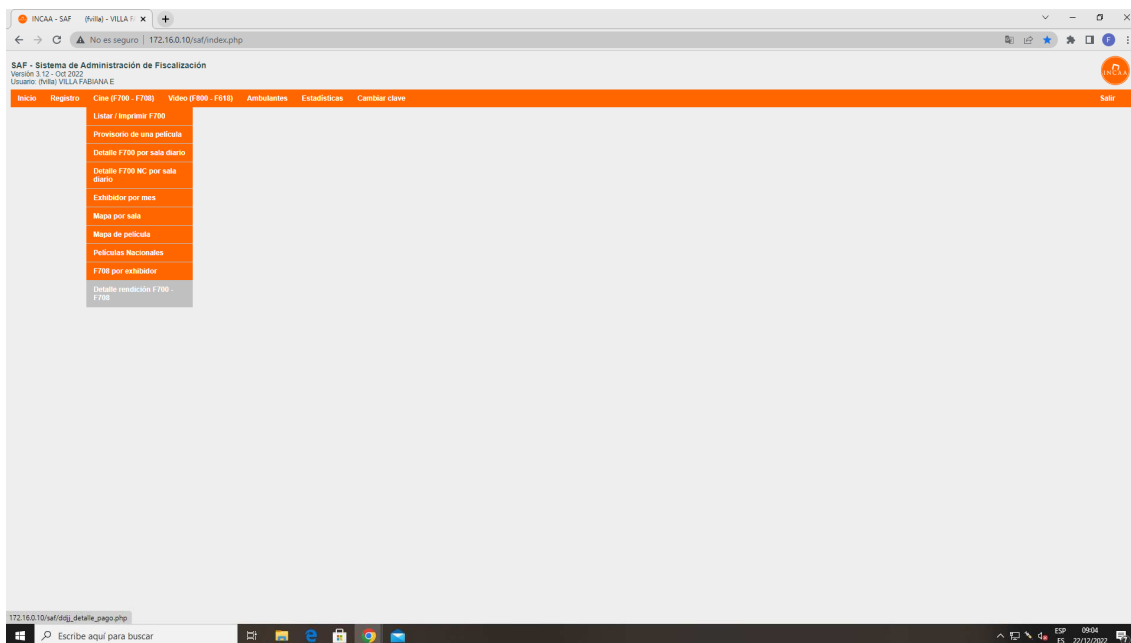 INCAA - SAF (fvilla) - VILLA F
No es seguro | 172.16.0.10/saf/index.php
F
SAF - Sistema de Administración de Fiscalización
Versión 3.12 - Oct 2022
Usuario: (fvilla) VILLA FABIANA E
INCAA
Inicio Registro Cine (F700 - F708) Video (F800 - F618) Ambulantes Estadísticas Cambiar clave Salir
Listar / Imprimir F700
Provisorio de una película
Detalle F700 por sala diario
Detalle F700 NC por sala
diario
Exhibidor por mes
Mapa por sala
Mapa de película
Películas Nacionales
F708 por exhibidor
Detalle rendición F700 -
F708
172.16.0.10/saf/ddjj_detalle_pago.php
Escribe aquí para buscar
ESP 09:04
ES 22/12/2022